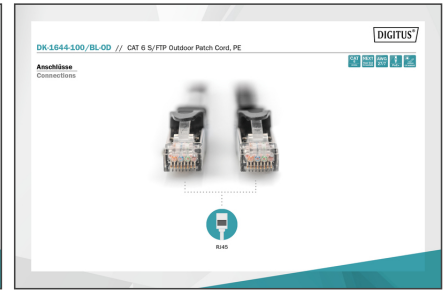 DIGITUS®
DK-1644-100/BL-OD // CAT 6 S/FTP Outdoor Patch Cord, PE
Anschlüsse
Connections
RJ45